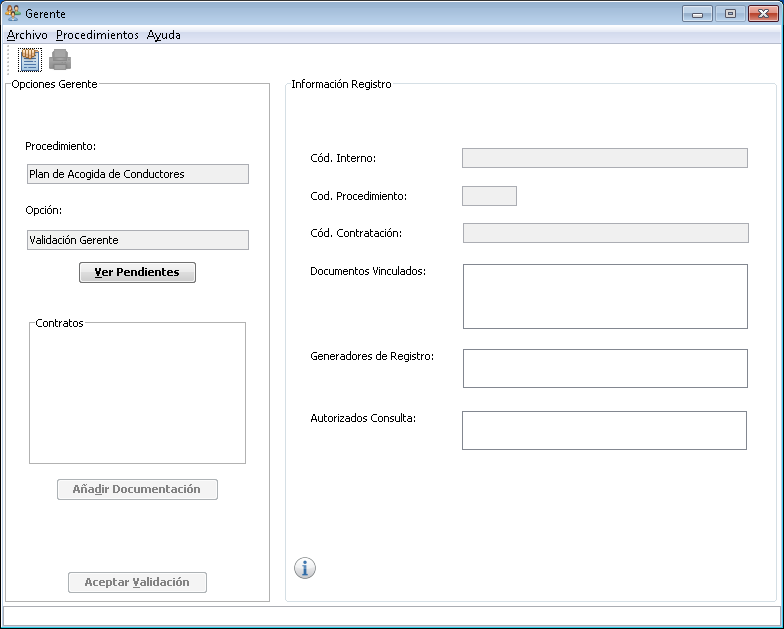 Gerente
Archivo Procedimientos Ayuda
Opciones Gerente
Procedimiento:
Plan de Acogida de Conductores
Opción:
Validación Gerente
Ver Pendientes
Contratos
Añadir Documentación
Aceptar Validación
Información Registro
Cód. Interno:
Cod. Procedimiento:
Cód. Contratación:
Documentos Vinculados:
Generadores de Registro:
Autorizados Consulta: